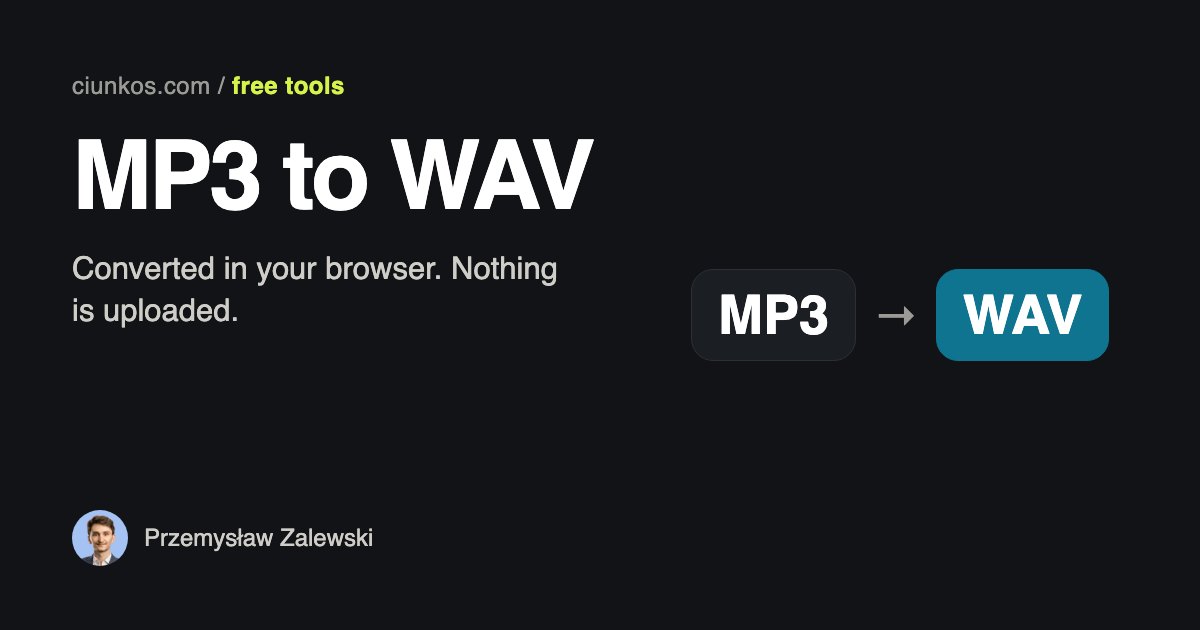 ciunkos.com / free tools
MP3 to WAV
Converted in your browser. Nothing
is uploaded.
MP3 → WAV
Przemysław Zalewski